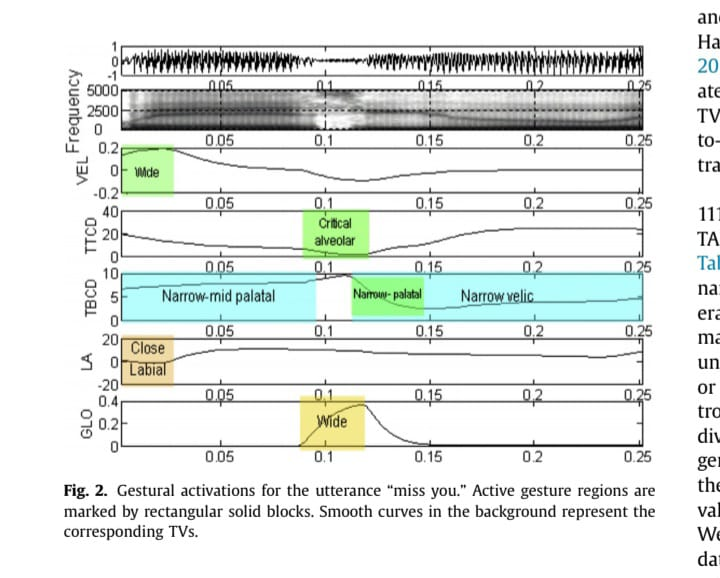 1
0
-1
0.05 0.1 0.15 0.2 0.25
Frequency
5000
2500
0
0.05 0.1 0.15 0.2 0.25
VEL
0.2
0
-0.2
Wide
0.05 0.1 0.15 0.2 0.25
TTCD
40
20
0
Critical
alveolar
0.05 0.1 0.15 0.2 0.25
TBCD
10
5
0
Narrow-mid palatal Narrow- palatal Narrow velic
0.05 0.1 0.15 0.2 0.25
LA
20
0
-20
Close
Labial
0.05 0.1 0.15 0.2 0.25
GLO
0.4
0.2
0
Wide
0.05 0.1 0.15 0.2 0.25
Fig. 2. Gestural activations for the utterance “miss you.” Active gesture regions are
marked by rectangular solid blocks. Smooth curves in the background represent the
corresponding TVs.
an
Ha
20
ate
TV
to-
tra
111
TA
Tal
na
era
ma
un
or
tro
div
ger
the
val
We
da